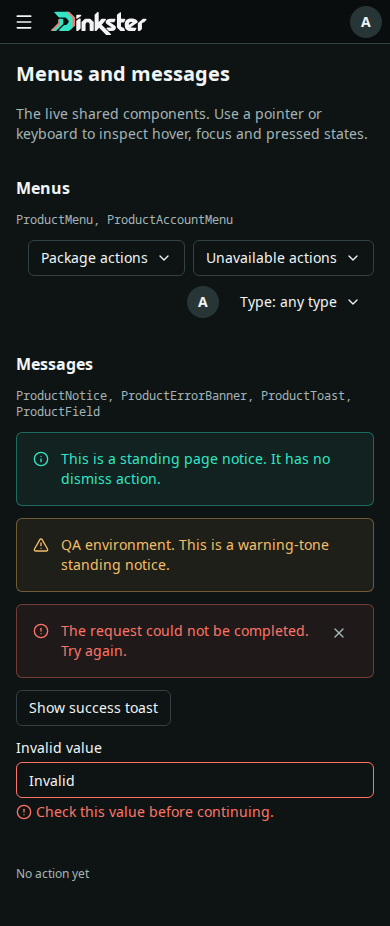 Dinkster
A
Menus and messages
The live shared components. Use a pointer or
keyboard to inspect hover, focus and pressed states.
Menus
ProductMenu, ProductAccountMenu
Package actions
Unavailable actions
A
Type: any type
Messages
ProductNotice, ProductErrorBanner, ProductToast,
ProductField
This is a standing page notice. It has no
dismiss action.
QA environment. This is a warning-tone
standing notice.
The request could not be completed.
Try again.
Show success toast
Invalid value
Invalid
Check this value before continuing.
No action yet